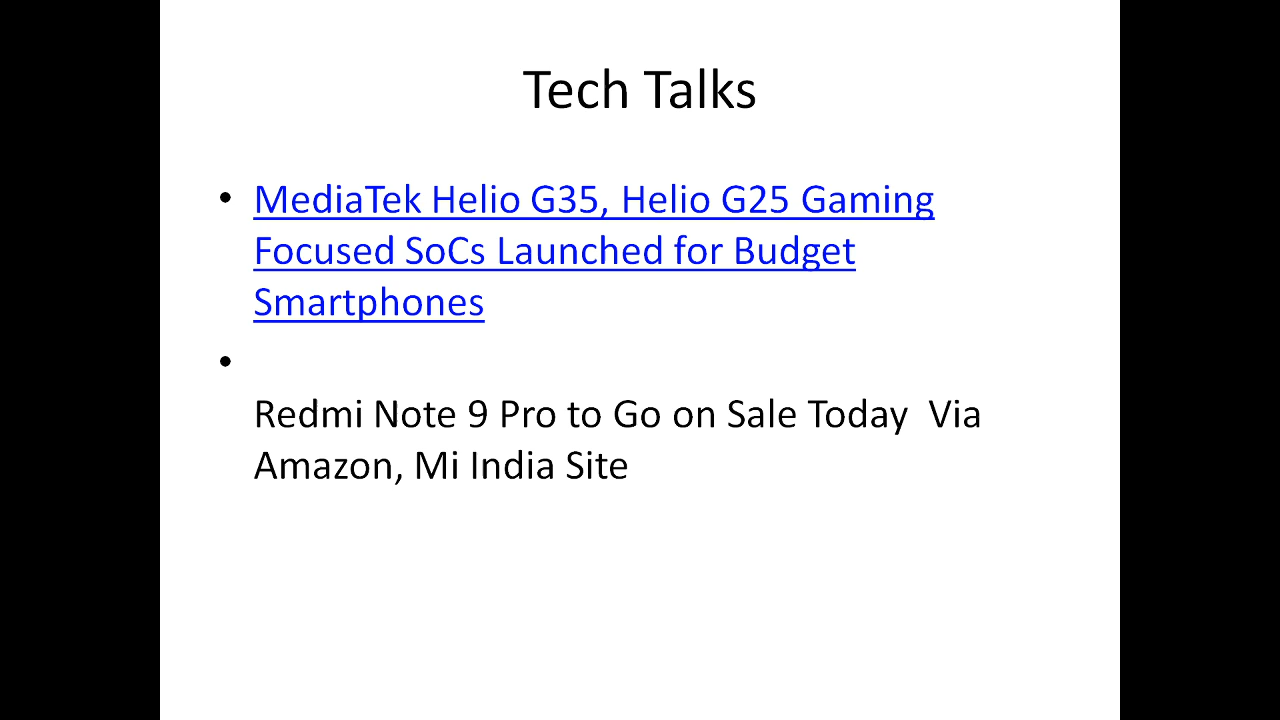 Tech Talks
• MediaTek Helio G35, Helio G25 Gaming
Focused SoCs Launched for Budget
Smartphones
•
Redmi Note 9 Pro to Go on Sale Today  Via
Amazon, Mi India Site